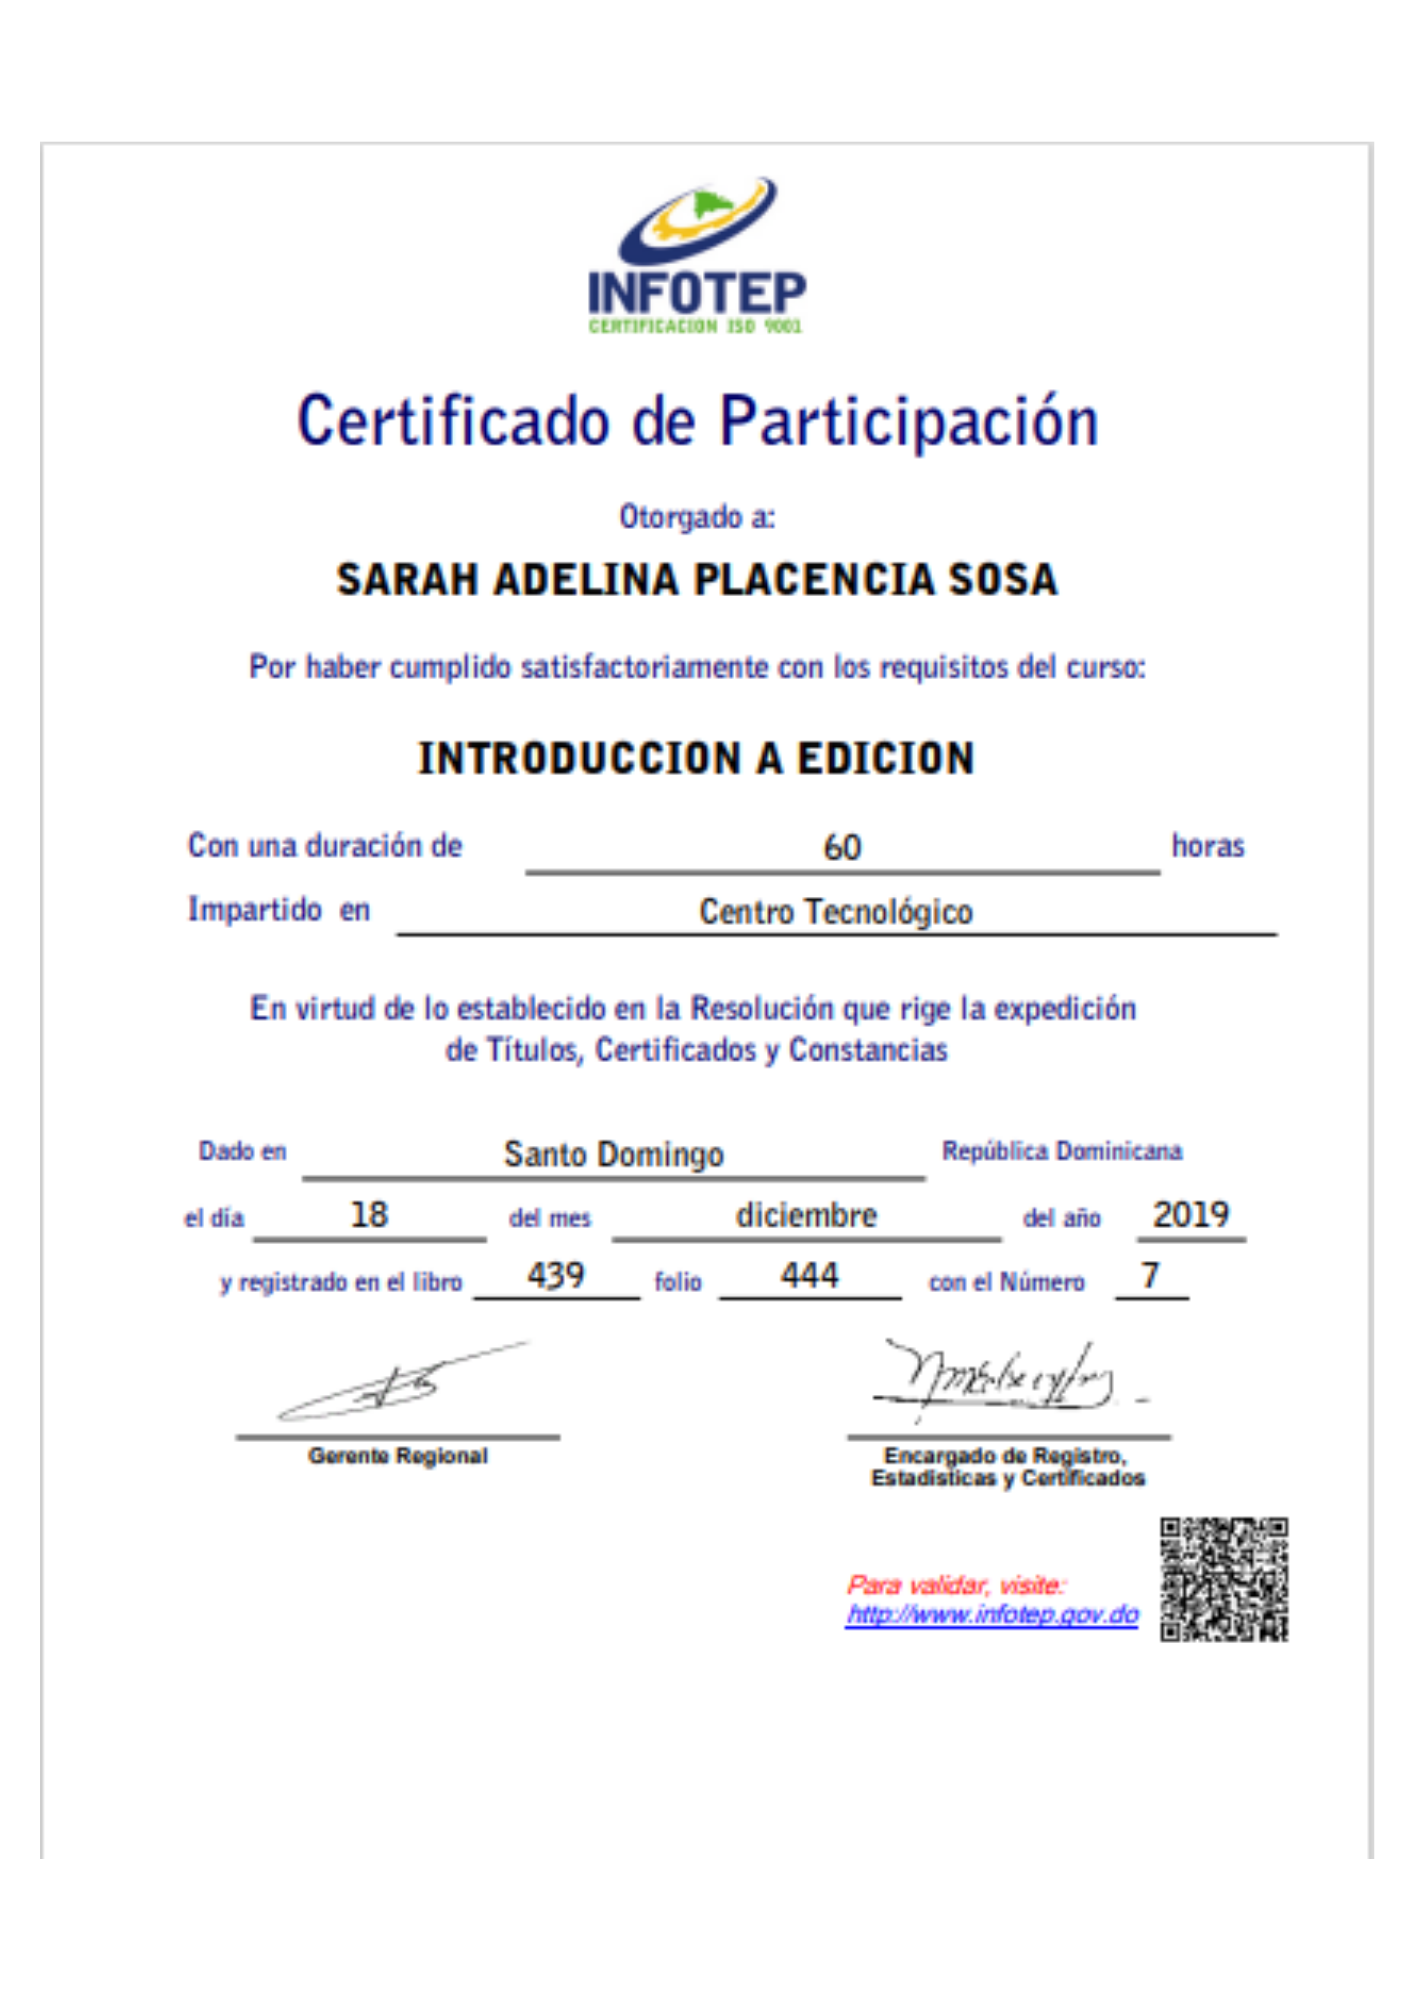 INFOTEP
CERTIFICACION ISO 9001
Certificado de Participación
Otorgado a:
SARAH ADELINA PLACENCIA SOSA
Por haber cumplido satisfactoriamente con los requisitos del curso:
INTRODUCCION A EDICION
Con una duración de 60 horas
Impartido en Centro Tecnológico
En virtud de lo establecido en la Resolución que rige la expedición
de Títulos, Certificados y Constancias
Dado en Santo Domingo República Dominicana
el día 18 del mes diciembre del año 2019
y registrado en el libro 439 folio 444 con el Número 7
Gerente Regional
Encargado de Registro,
Estadisticas y Certificados
Para validar, visite:
http://www.infotep.gov.do